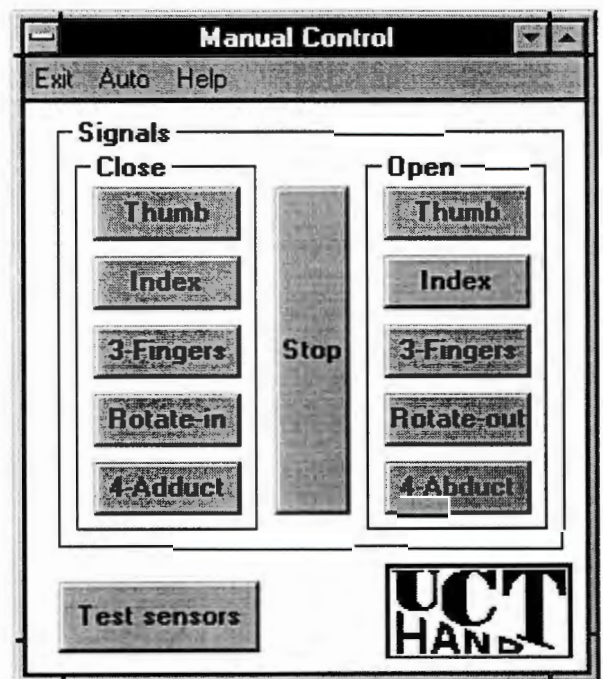 Manual Control
Exit Auto Help
Signals
Close
Open
Thumb
Thumb
Index
Index
3-Fingers
Stop
3-Fingers
Rotate-in
Rotate-out
4-Adduct
4-Abduct
Test sensors
UCT
HAND